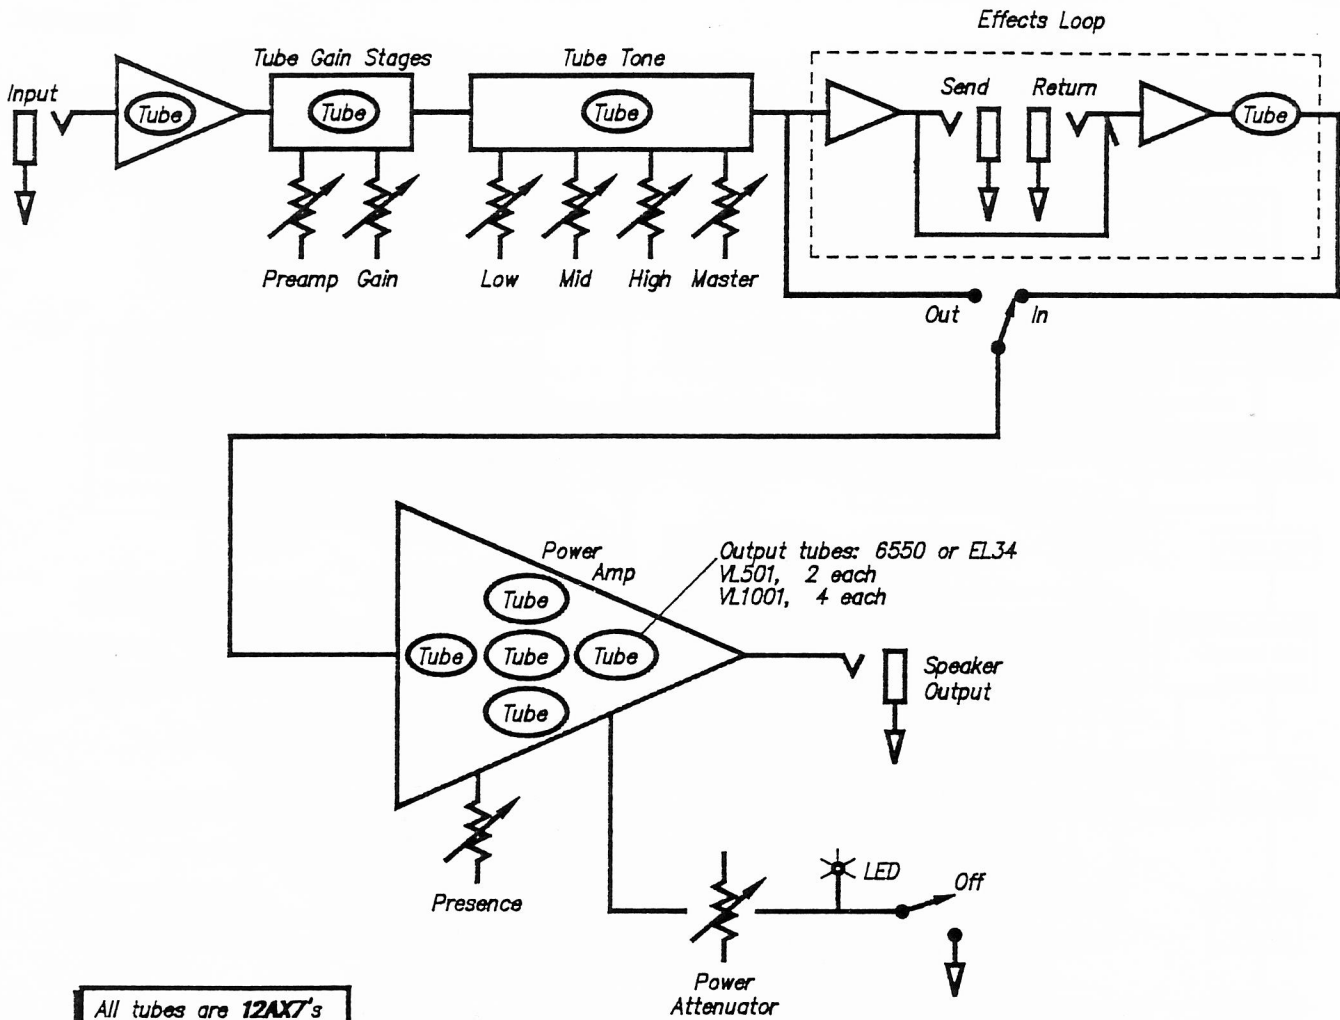 Effects Loop
Tube Gain Stages
Tube Tone
Input
Tube
Tube
Tube
Send
Return
Tube
Preamp
Gain
Low
Mid
High
Master
Out
In
Power
Amp
Output tubes: 6550 or EL34
VL501, 2 each
VL1001, 4 each
Tube
Tube
Tube
Tube
Tube
Speaker
Output
Presence
LED
Off
Power
Attenuator
All tubes are 12AX7's